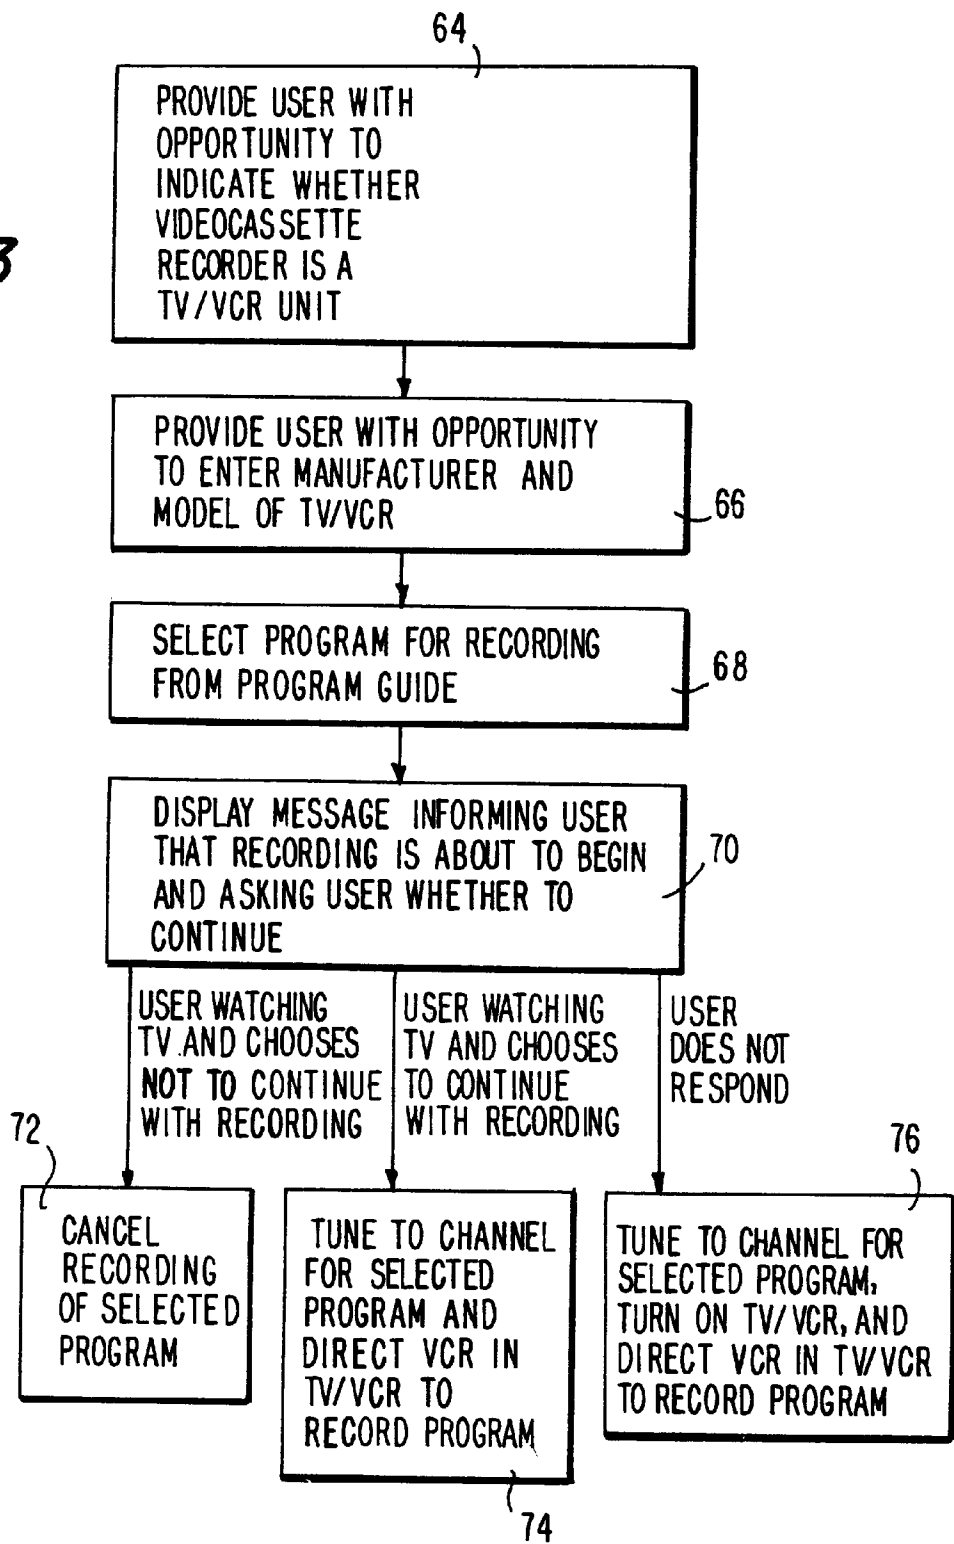 64
PROVIDE USER WITH
OPPORTUNITY TO
INDICATE WHETHER
VIDEOCASSETTE
RECORDER IS A
TV/VCR UNIT
3
PROVIDE USER WITH OPPORTUNITY
TO ENTER MANUFACTURER AND
MODEL OF TV/VCR
66
SELECT PROGRAM FOR RECORDING
FROM PROGRAM GUIDE
68
DISPLAY MESSAGE INFORMING USER
THAT RECORDING IS ABOUT TO BEGIN
AND ASKING USER WHETHER TO
CONTINUE
70
USER WATCHING
TV AND CHOOSES
NOT TO CONTINUE
WITH RECORDING
USER WATCHING
TV AND CHOOSES
TO CONTINUE
WITH RECORDING
USER
DOES NOT
RESPOND
72
CANCEL
RECORDING
OF SELECTED
PROGRAM
TUNE TO CHANNEL
FOR SELECTED
PROGRAM AND
DIRECT VCR IN
TV/VCR TO
RECORD PROGRAM
74
76
TUNE TO CHANNEL FOR
SELECTED PROGRAM,
TURN ON TV/VCR, AND
DIRECT VCR IN TV/VCR
TO RECORD PROGRAM